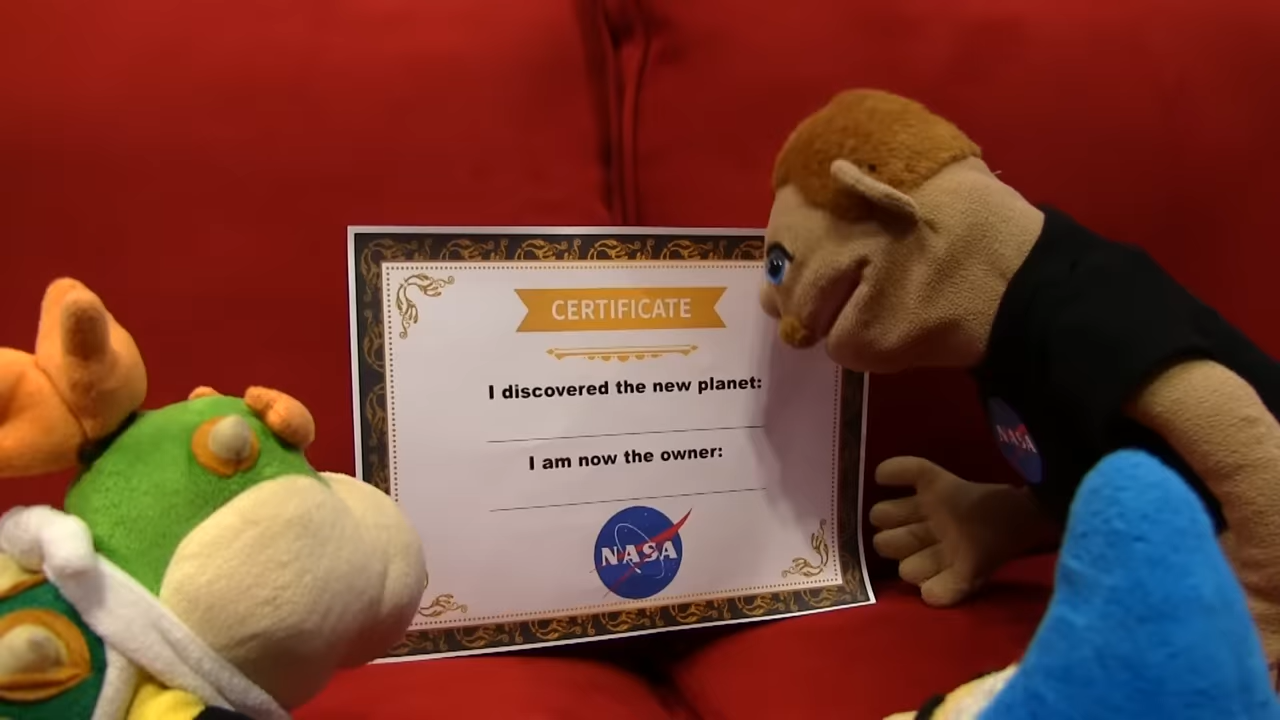 CERTIFICATE
I discovered the new planet:
I am now the owner:
NASA
NASA